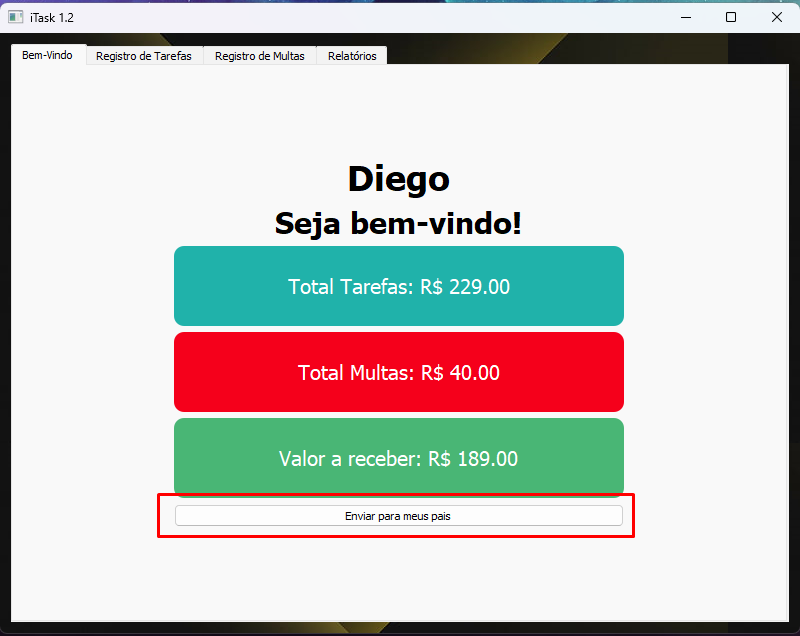 iTask 1.2
Bem-Vindo Registro de Tarefas Registro de Multas Relatórios
Diego
Seja bem-vindo!
Total Tarefas: R$ 229.00
Total Multas: R$ 40.00
Valor a receber: R$ 189.00
Enviar para meus pais